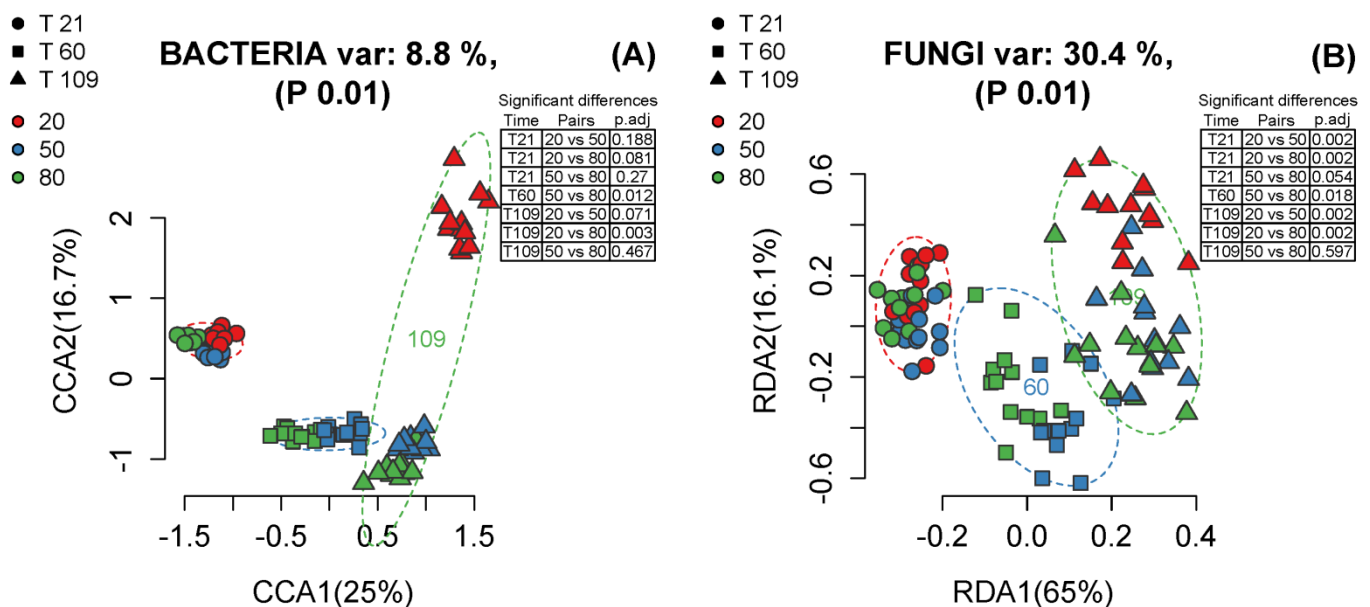 T 21
T 60
T 109
20
50
80
BACTERIA var: 8.8 %,
(P 0.01)
(A)
Significant differences
Time Pairs p.adj
T21 20 vs 50 0.188
T21 20 vs 80 0.081
T21 50 vs 80 0.27
T60 50 vs 80 0.012
T109 20 vs 50 0.071
T109 20 vs 80 0.003
T109 50 vs 80 0.467
109
CCA2(16.7%)
2
1
0
-1
-1.5 -0.5 0.5 1.5
CCA1(25%)
T 21
T 60
T 109
20
50
80
FUNGI var: 30.4 %,
(P 0.01)
(B)
Significant differences
Time Pairs p.adj
T21 20 vs 50 0.002
T21 20 vs 80 0.002
T21 50 vs 80 0.054
T60 50 vs 80 0.018
T109 20 vs 50 0.002
T109 20 vs 80 0.002
T109 50 vs 80 0.597
109
60
RDA2(16.1%)
0.6
0.2
-0.2
-0.6
-0.2 0.0 0.2 0.4
RDA1(65%)